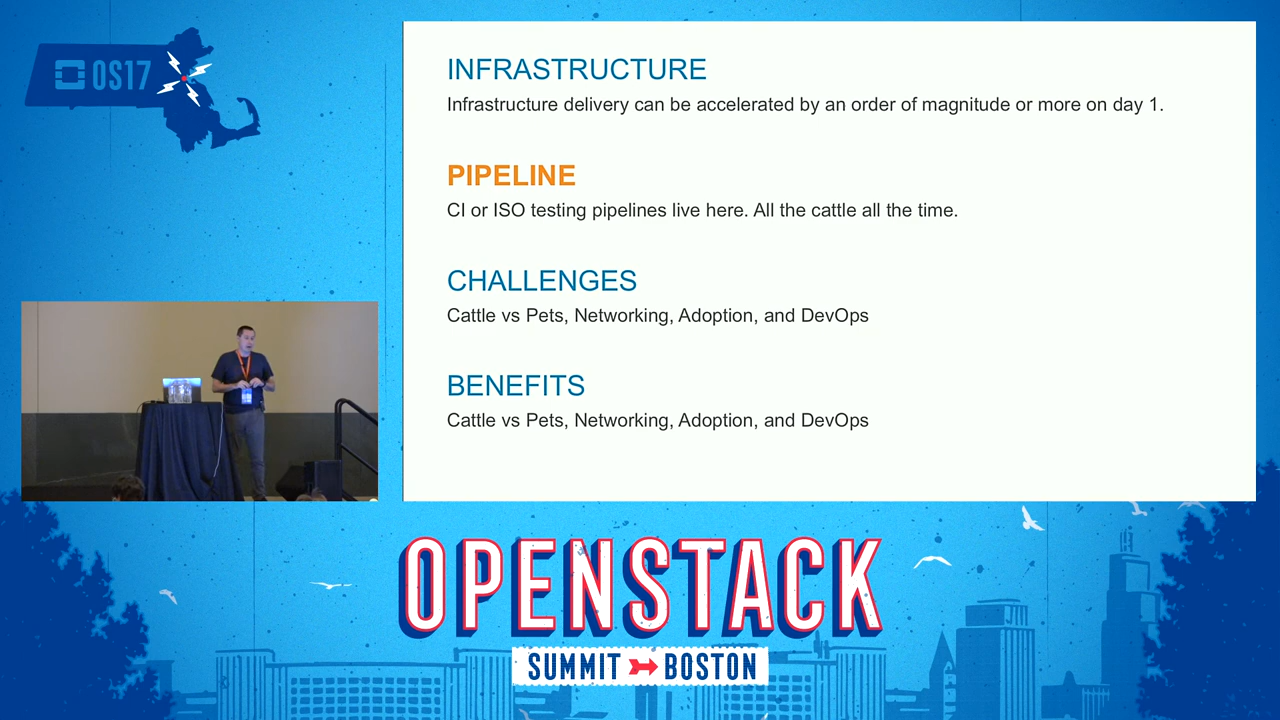 OS17
INFRASTRUCTURE
Infrastructure delivery can be accelerated by an order of magnitude or more on day 1.
PIPELINE
CI or ISO testing pipelines live here. All the cattle all the time.
CHALLENGES
Cattle vs Pets, Networking, Adoption, and DevOps
BENEFITS
Cattle vs Pets, Networking, Adoption, and DevOps
OPENSTACK
SUMMIT BOSTON